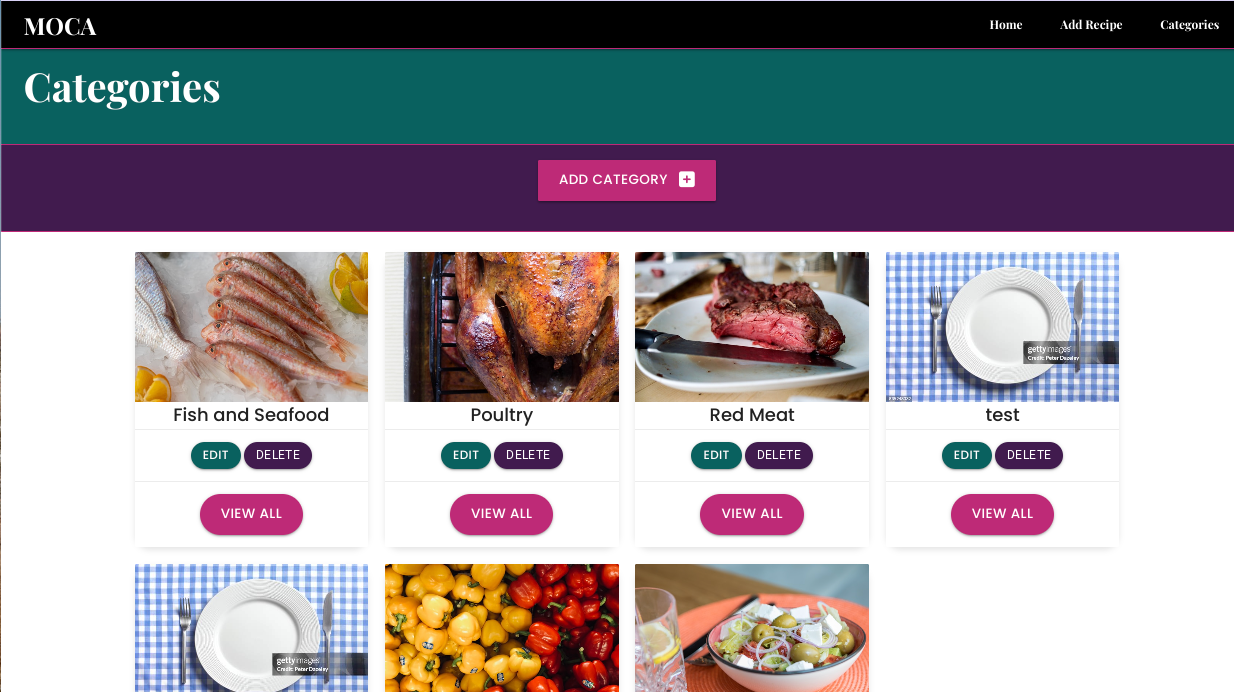 MOCA
Home Add Recipe Categories
Categories
ADD CATEGORY
gettyimages
Credit: Peter Dazeley
Fish and Seafood Poultry Red Meat test
EDIT DELETE EDIT DELETE EDIT DELETE EDIT DELETE
VIEW ALL VIEW ALL VIEW ALL VIEW ALL
gettyimages
Credit: Peter Dazeley